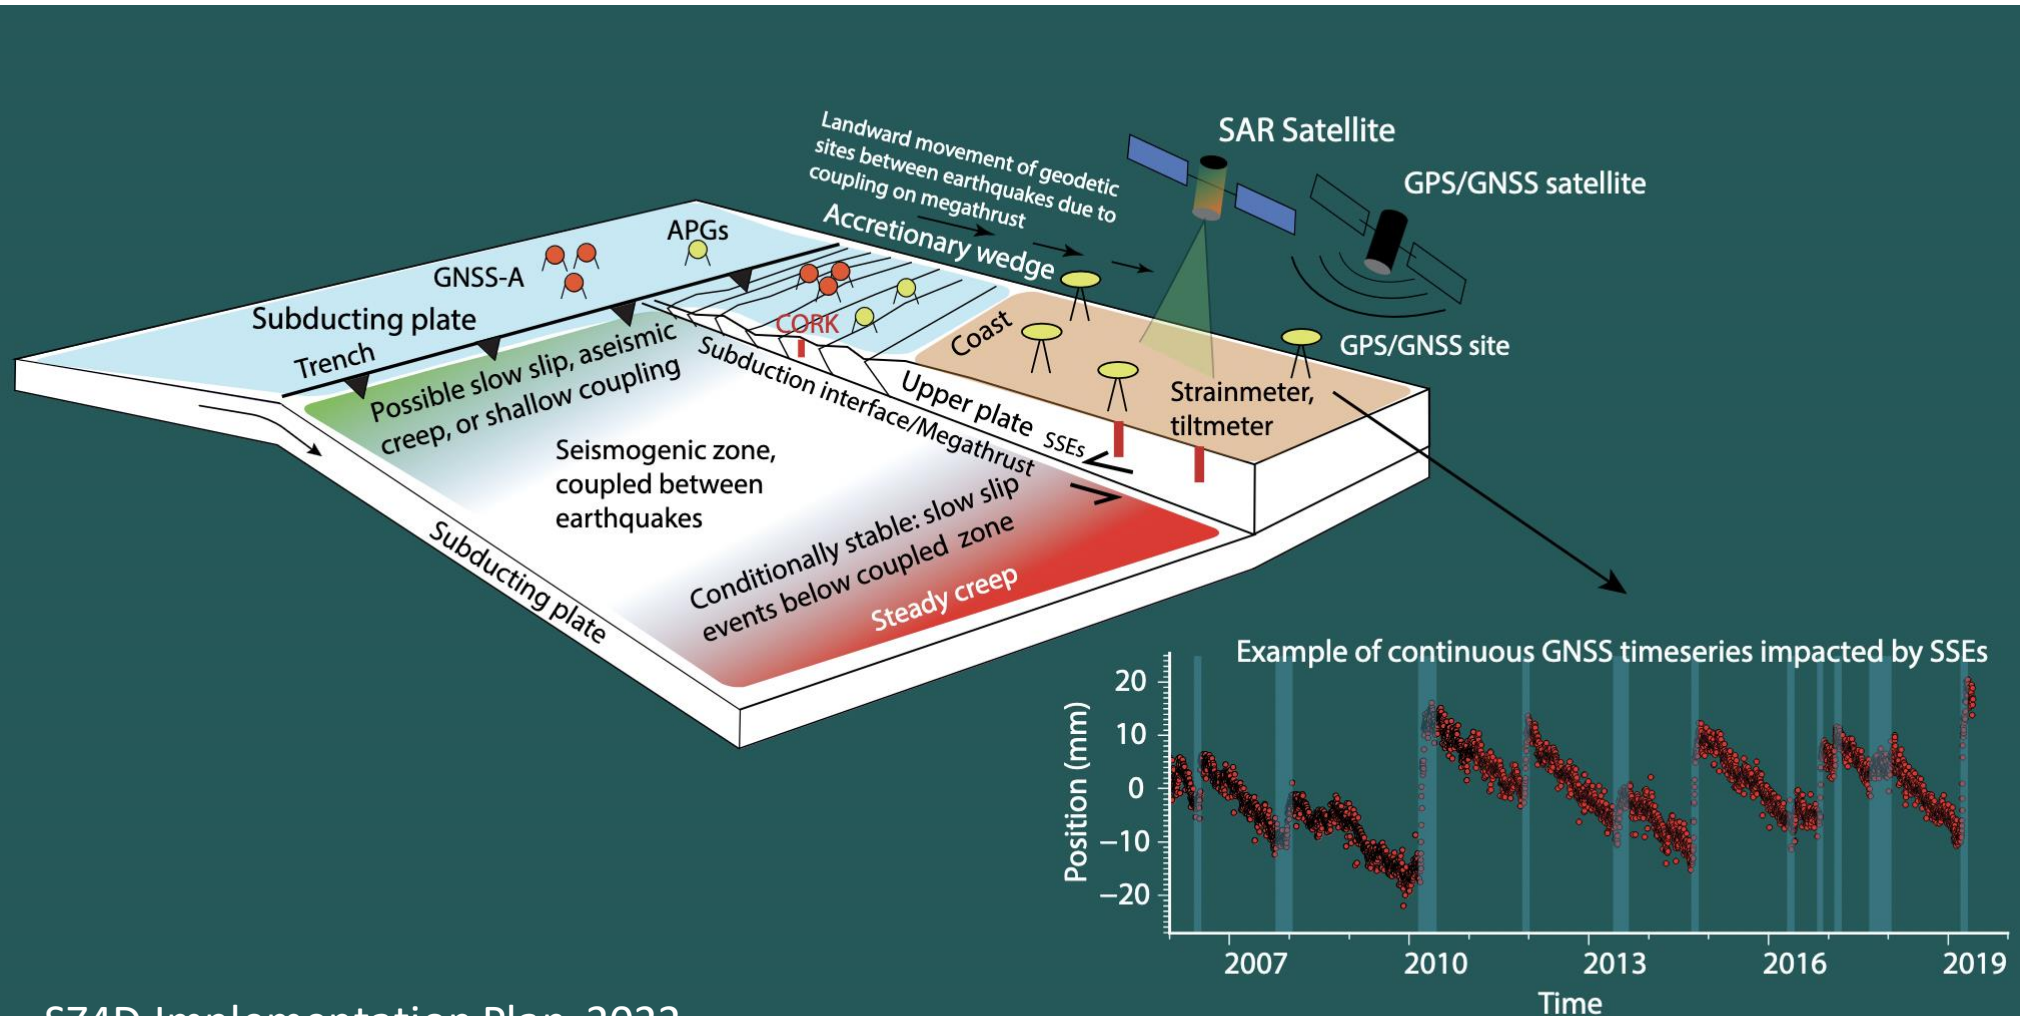 Landward movement of geodetic
sites between earthquakes due to
coupling on megathrust
Accretionary wedge
SAR Satellite
GPS/GNSS satellite
APGs
GNSS-A
Subducting plate
Trench
CORK
Coast
GPS/GNSS site
Possible slow slip, aseismic
creep, or shallow coupling
Subduction interface/Megathrust
Upper plate
SSEs
Strainmeter,
tiltmeter
Seismogenic zone,
coupled between
earthquakes
Conditionally stable: slow slip
events below coupled zone
Steady creep
Subducting plate
Example of continuous GNSS timeseries impacted by SSEs
Position (mm)
20
10
0
−10
−20
2007
2010
2013
2016
2019
Time
SZ4D Implementation Plan, 2022